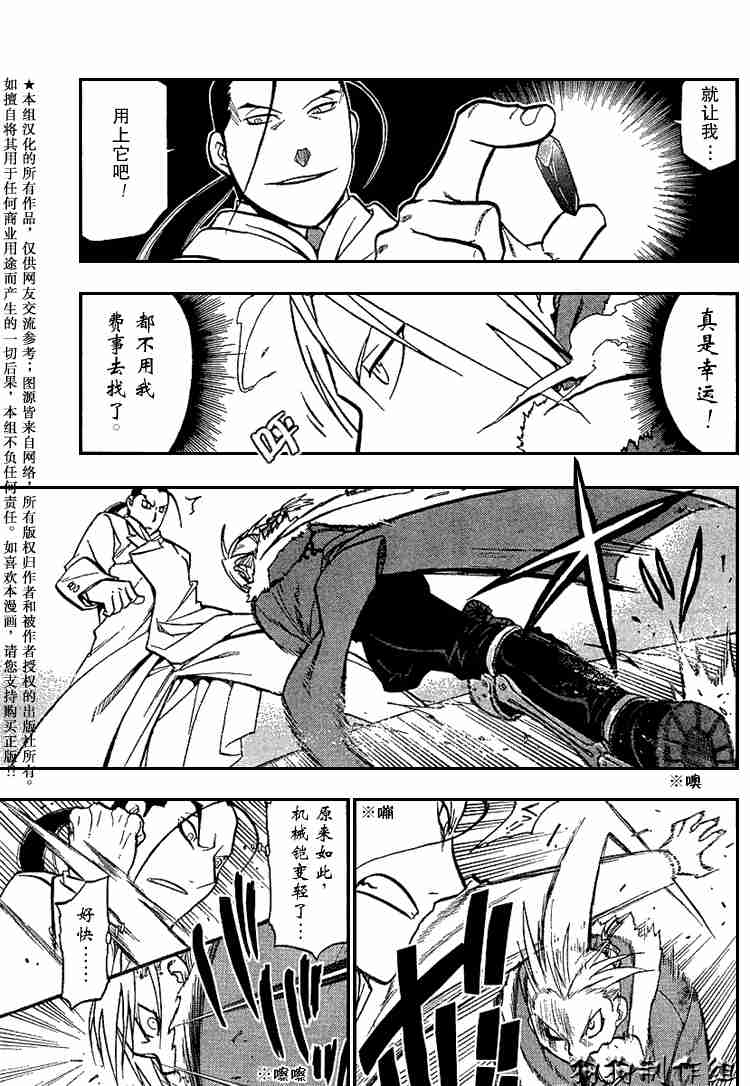 就让我…
用上它吧！
真是幸运！
都不用我
费事去找了。
呼
※噢
※嘣
原来如此，
机械铠变轻了…
好快……
※嚓嚓
★本组汉化的所有作品，仅供网友交流参考；图源皆来自网络，所有版权归作者和被作者授权的出版社所有。
如擅自将其用于任何商业用途而产生的一切后果，本组不负任何责任。如喜欢本漫画，请您支持购买正版！！